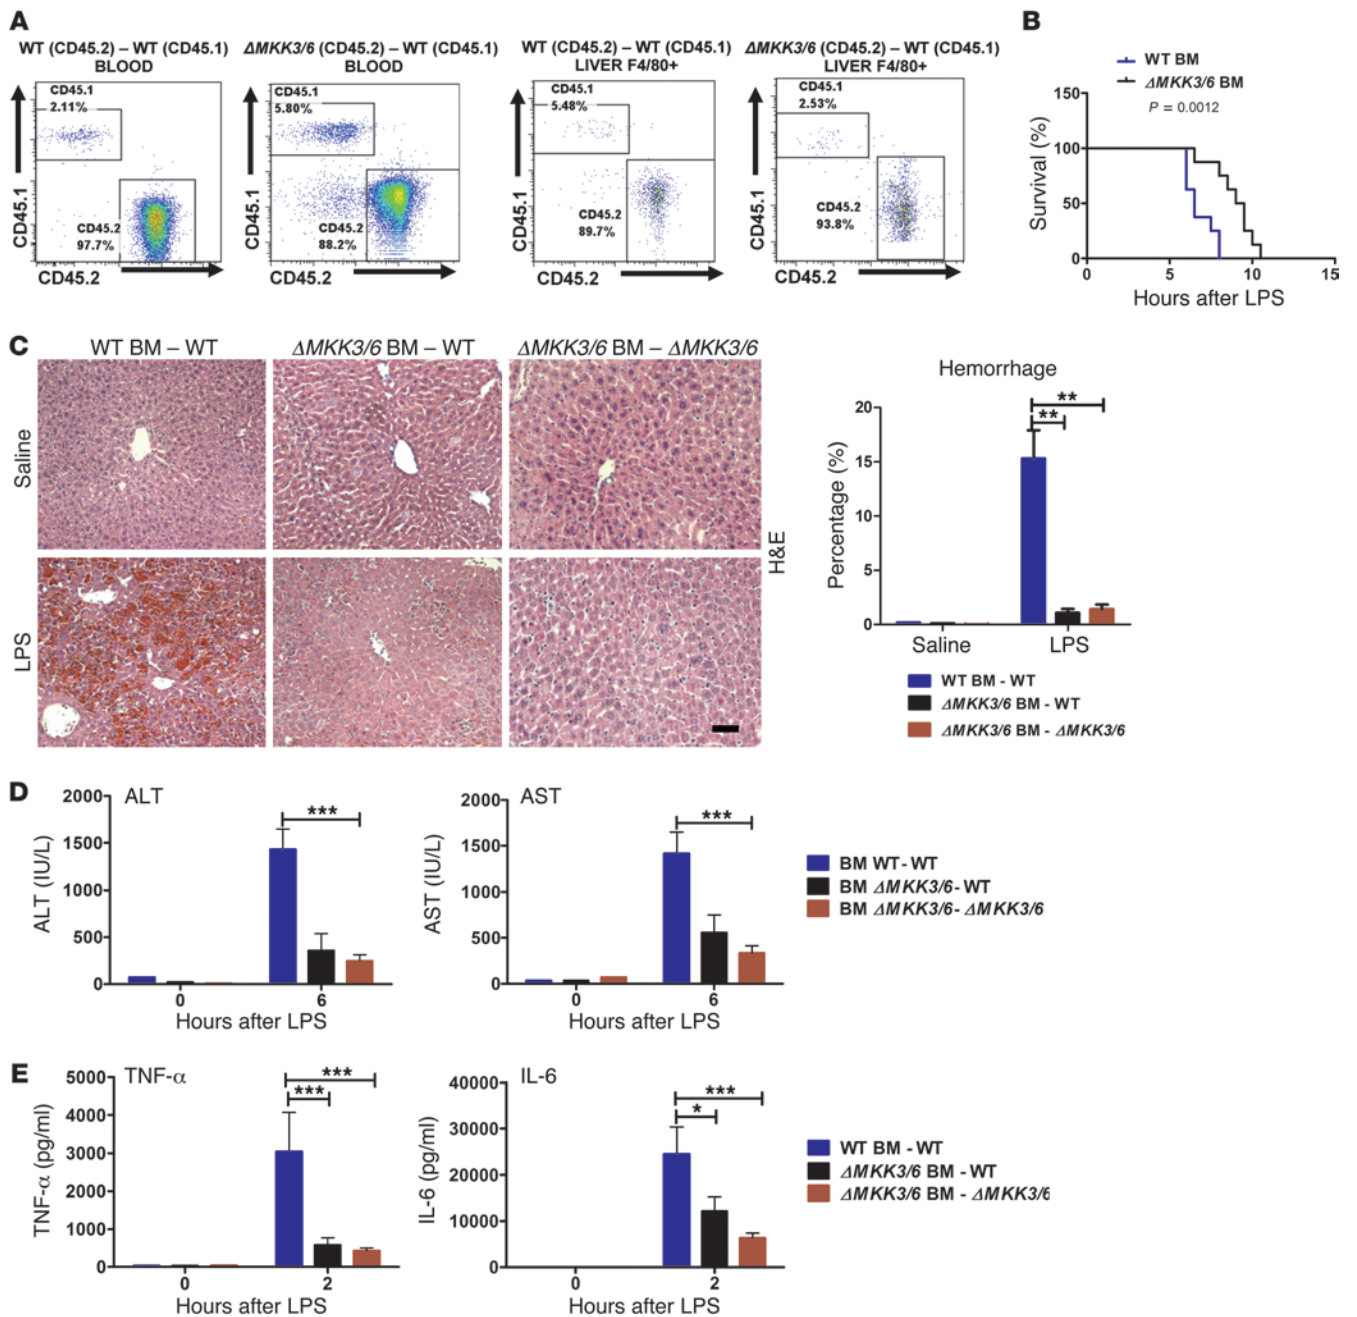 A
WT (CD45.2) – WT (CD45.1)
BLOOD
CD45.1
2.11%
CD45.2
97.7%
CD45.1
CD45.2
ΔMKK3/6 (CD45.2) – WT (CD45.1)
BLOOD
CD45.1
5.80%
CD45.2
88.2%
CD45.1
CD45.2
WT (CD45.2) – WT (CD45.1)
LIVER F4/80+
CD45.1
5.48%
CD45.2
89.7%
CD45.1
CD45.2
ΔMKK3/6 (CD45.2) – WT (CD45.1)
LIVER F4/80+
CD45.1
2.53%
CD45.2
93.8%
CD45.1
CD45.2
B
WT BM
ΔMKK3/6 BM
P = 0.0012
Survival (%)
150
100
50
0
0 5 10 15
Hours after LPS
C
WT BM – WT
ΔMKK3/6 BM – WT
ΔMKK3/6 BM – ΔMKK3/6
Saline
LPS
H&E
Hemorrhage
Percentage (%)
20
15
10
5
0
**
**
Saline LPS
WT BM - WT
ΔMKK3/6 BM - WT
ΔMKK3/6 BM - ΔMKK3/6
D
ALT
ALT (IU/L)
2000
1500
1000
500
0
***
0 6
Hours after LPS
AST
AST (IU/L)
2000
1500
1000
500
0
***
0 6
Hours after LPS
BM WT- WT
BM ΔMKK3/6- WT
BM ΔMKK3/6- ΔMKK3/6
E
TNF-α
TNF-α (pg/ml)
5000
4000
3000
2000
1000
0
***
***
0 2
Hours after LPS
IL-6
IL-6 (pg/ml)
40000
30000
20000
10000
0
***
*
0 2
Hours after LPS
WT BM - WT
ΔMKK3/6 BM - WT
ΔMKK3/6 BM - ΔMKK3/6